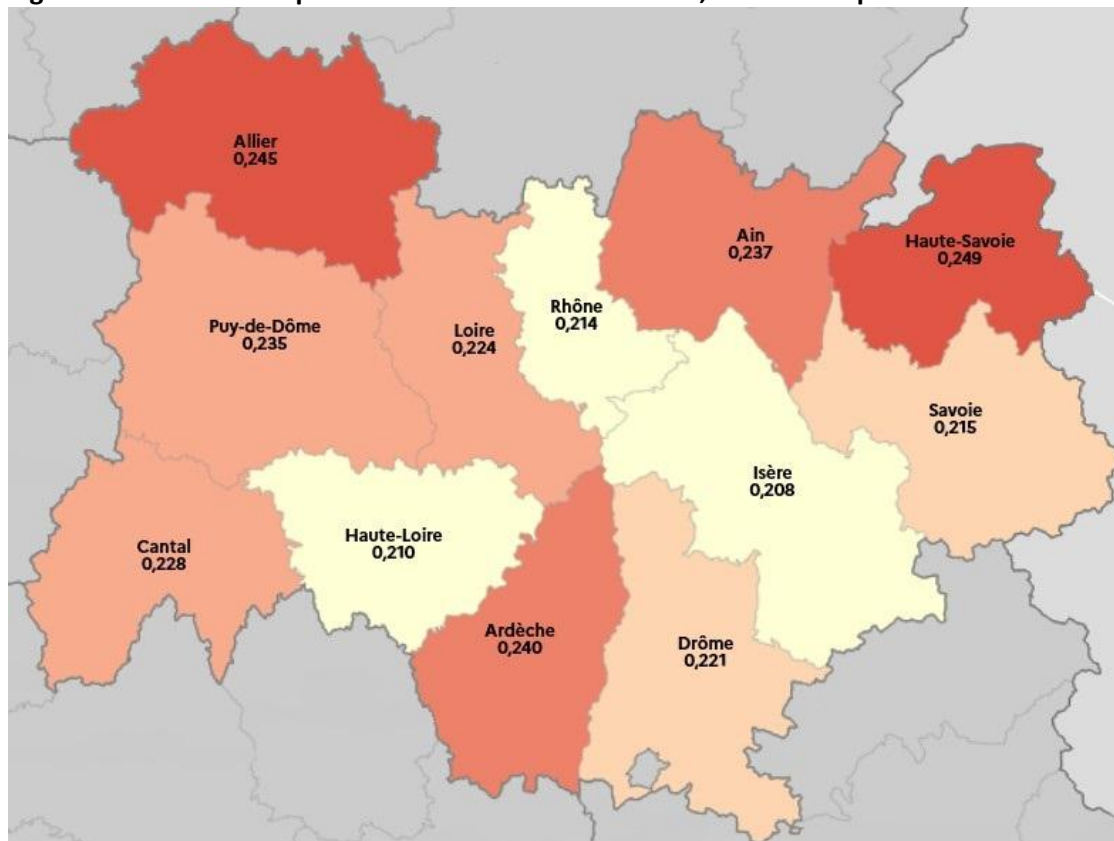 Allier
0,245
Ain
0,237
Haute-Savoie
0,249
Rhône
0,214
Puy-de-Dôme
0,235
Loire
0,224
Savoie
0,215
Isère
0,208
Haute-Loire
0,210
Cantal
0,228
Ardèche
0,240
Drôme
0,221